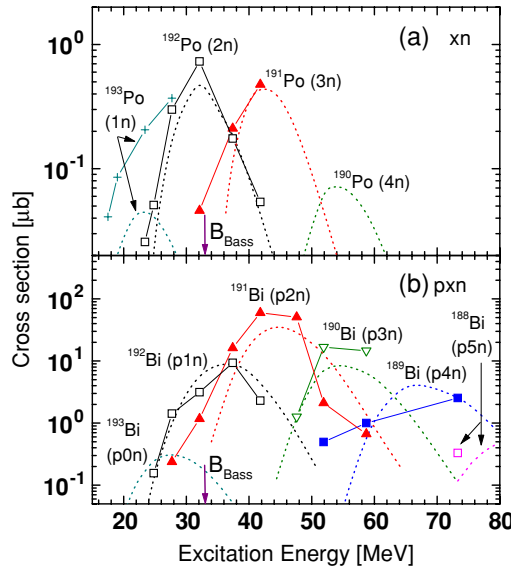 (a) xn
¹⁹²Po (2n)
¹⁹³Po
(1n)
¹⁹¹Po (3n)
¹⁹⁰Po (4n)
B_Bass
10⁰
10⁻¹
Cross section [μb]
(b) pxn
¹⁹¹Bi (p2n)
¹⁹⁰Bi (p3n)
¹⁸⁸Bi
(p5n)
¹⁹²Bi (p1n)
¹⁸⁹Bi (p4n)
¹⁹³Bi
(p0n)
B_Bass
10²
10¹
10⁰
10⁻¹
20 30 40 50 60 70 80
Excitation Energy [MeV]